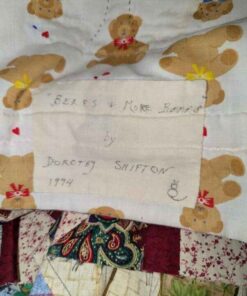 "BEARS & MORE BEARS"
by
DOROTHY SHIFTON
1994